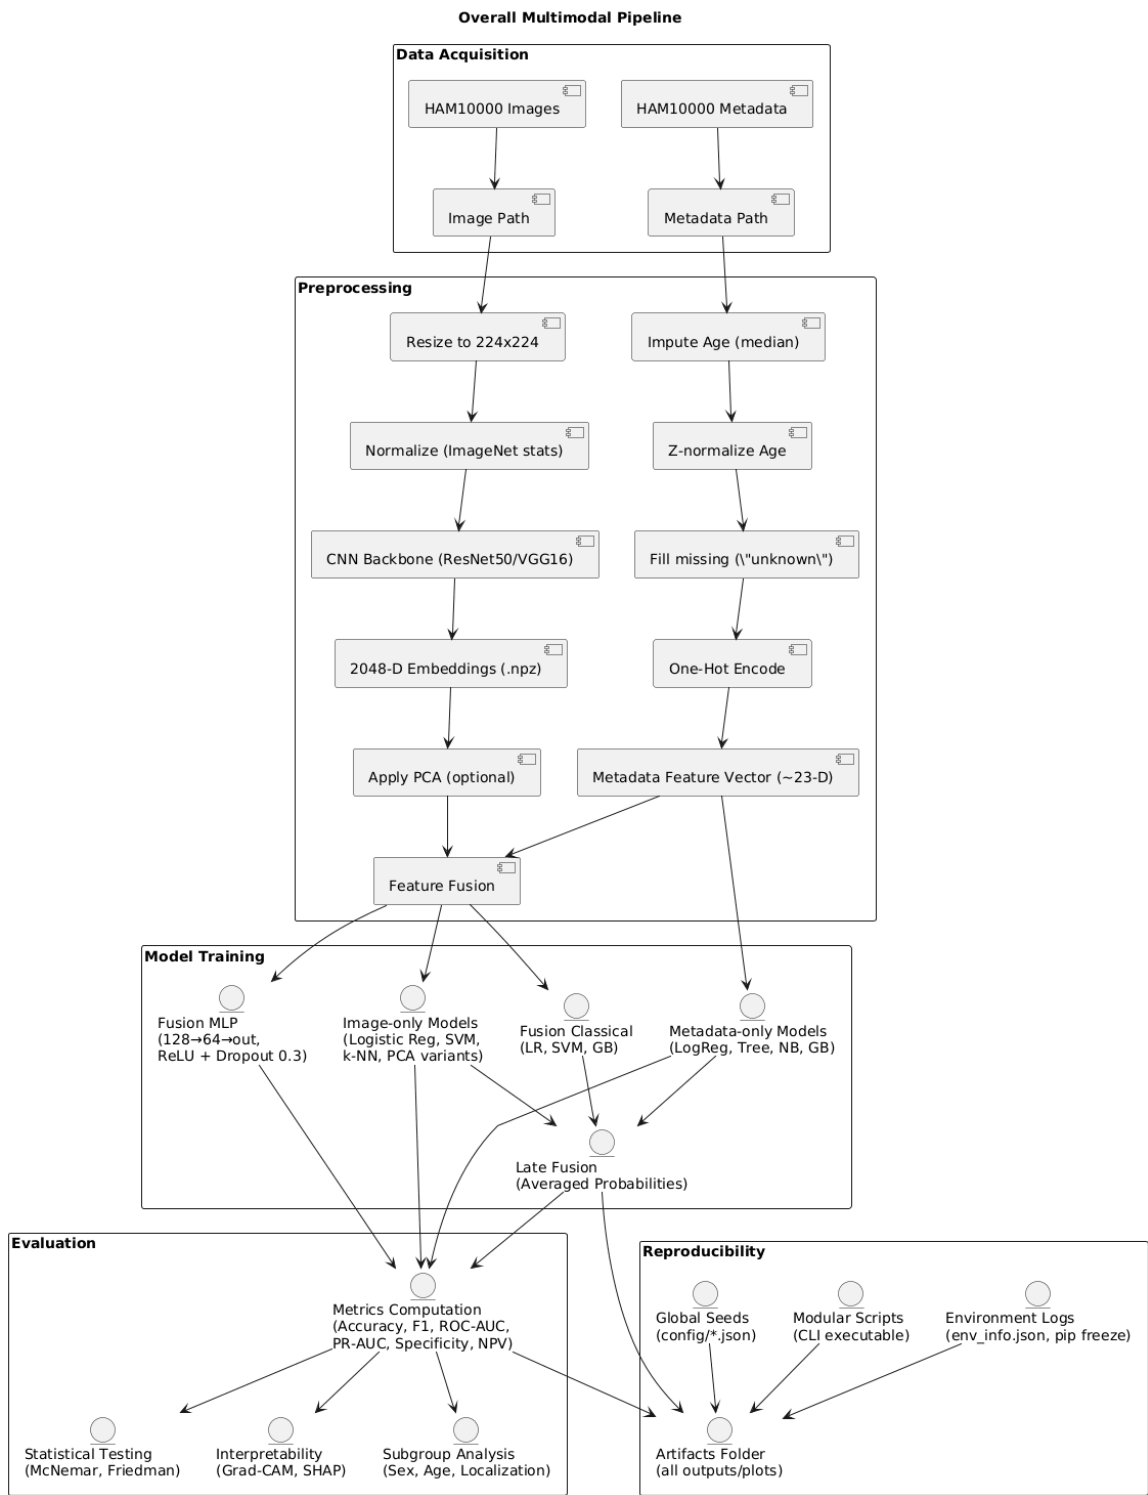 Overall Multimodal Pipeline
Data Acquisition
HAM10000 Images
HAM10000 Metadata
Image Path
Metadata Path
Preprocessing
Resize to 224x224
Impute Age (median)
Normalize (ImageNet stats)
Z-normalize Age
CNN Backbone (ResNet50/VGG16)
Fill missing (\"unknown\")
2048-D Embeddings (.npz)
One-Hot Encode
Apply PCA (optional)
Metadata Feature Vector (~23-D)
Feature Fusion
Model Training
Fusion MLP
(128→64→out,
ReLU + Dropout 0.3)
Image-only Models
(Logistic Reg, SVM,
k-NN, PCA variants)
Fusion Classical
(LR, SVM, GB)
Metadata-only Models
(LogReg, Tree, NB, GB)
Late Fusion
(Averaged Probabilities)
Evaluation
Metrics Computation
(Accuracy, F1, ROC-AUC,
PR-AUC, Specificity, NPV)
Statistical Testing
(McNemar, Friedman)
Interpretability
(Grad-CAM, SHAP)
Subgroup Analysis
(Sex, Age, Localization)
Reproducibility
Global Seeds
(config/*.json)
Modular Scripts
(CLI executable)
Environment Logs
(env_info.json, pip freeze)
Artifacts Folder
(all outputs/plots)